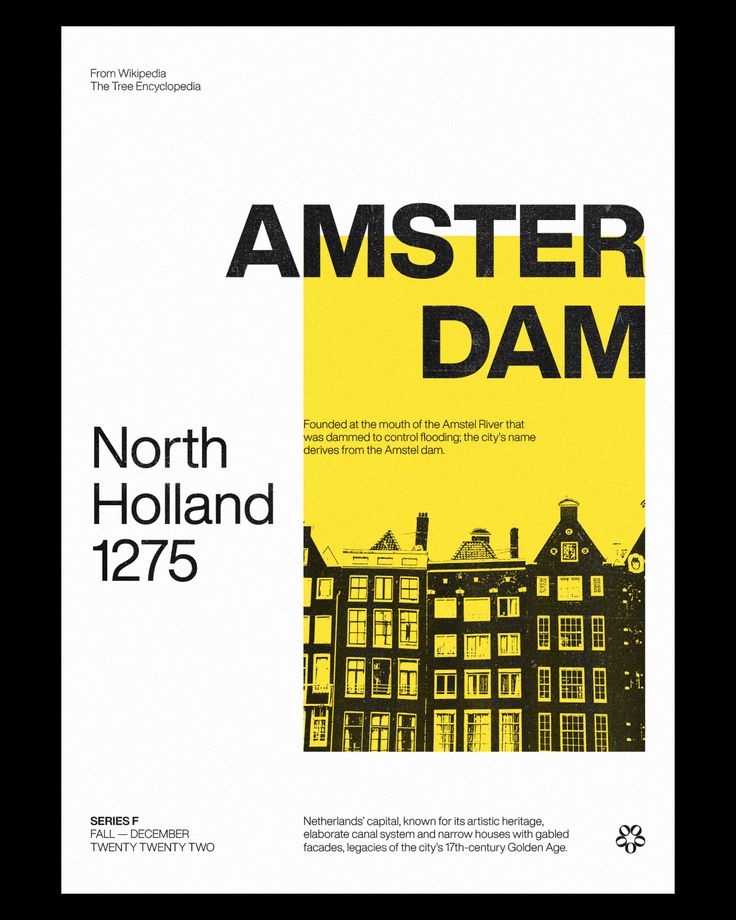 From Wikipedia
The Tree Encyclopedia
AMSTER
DAM
Founded at the mouth of the Amstel River that
was dammed to control flooding; the city's name
derives from the Amstel dam.
North
Holland
1275
SERIES F
FALL — DECEMBER
TWENTY TWENTY TWO
Netherlands' capital, known for its artistic heritage,
elaborate canal system and narrow houses with gabled
facades, legacies of the city's 17th-century Golden Age.